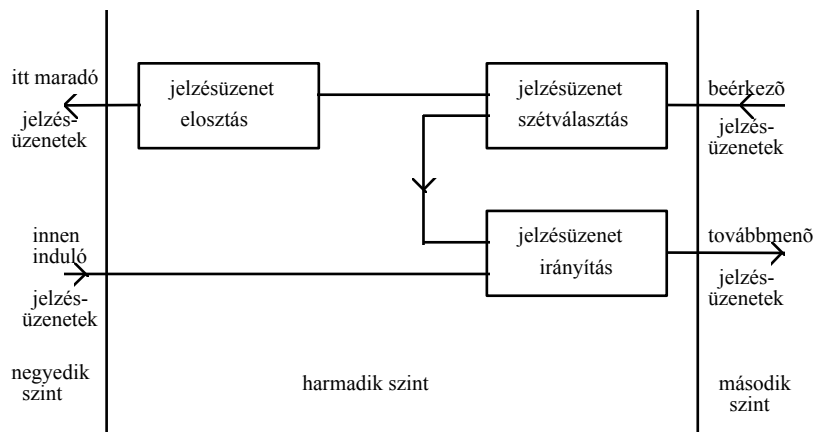 itt maradó
jelzés-
üzenetek
jelzésüzenet
elosztás
jelzésüzenet
szétválasztás
beérkezõ
jelzés-
üzenetek
innen
induló
jelzés-
üzenetek
jelzésüzenet
irányítás
továbbmenõ
jelzés-
üzenetek
negyedik
szint
harmadik szint
második
szint